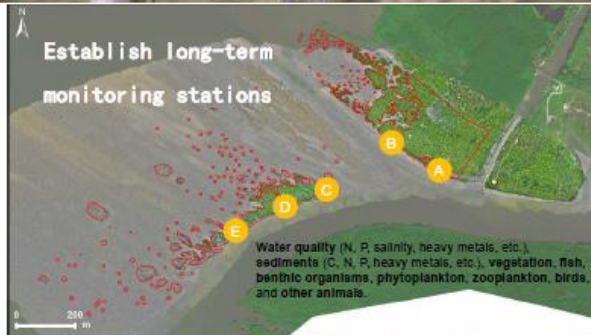 N
Establish long-term
monitoring stations
B
A
C
D
E
Water quality (N, P, salinity, heavy metals, etc.),
sediments (C, N, P, heavy metals, etc.), vegetation, fish,
benthic organisms, phytoplankton, zooplankton, birds,
and other animals.
0 200
m